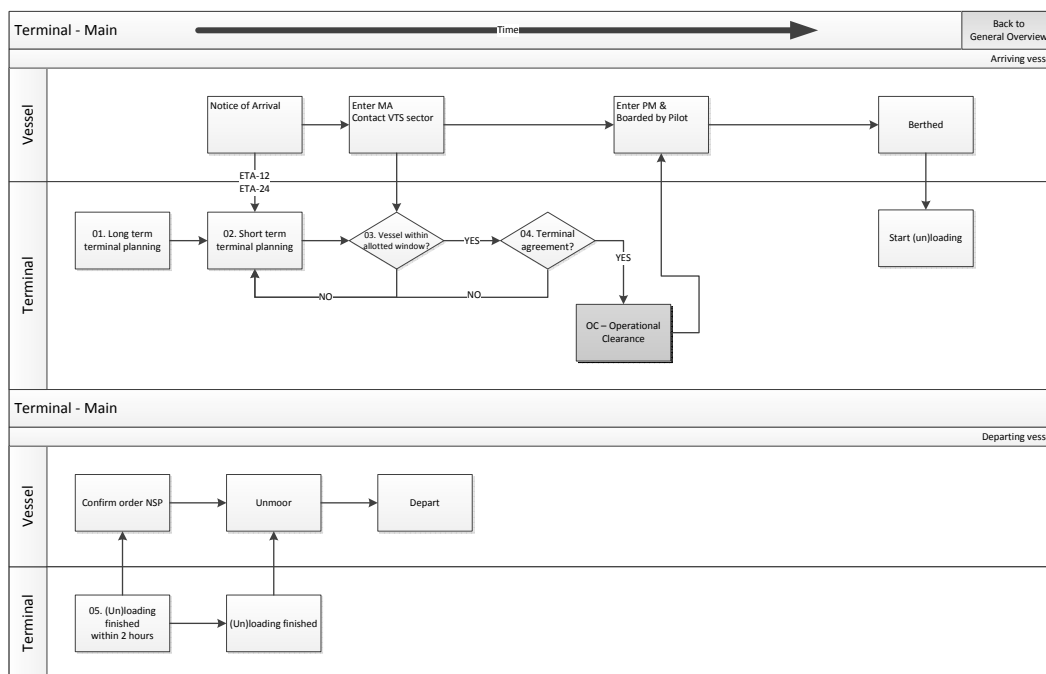 Terminal - Main
Time
Back to
General Overview
Arriving vesse
Vessel
Notice of Arrival
Enter MA
Contact VTS sector
Enter PM &
Boarded by Pilot
Berthed
ETA-12
ETA-24
Terminal
01. Long term
terminal planning
02. Short term
terminal planning
03. Vessel within
allotted window?
YES
04. Terminal
agreement?
YES
Start (un)loading
NO
NO
OC – Operational
Clearance
Terminal - Main
Departing vesse
Vessel
Confirm order NSP
Unmoor
Depart
Terminal
05. (Un)loading
finished
within 2 hours
(Un)loading finished